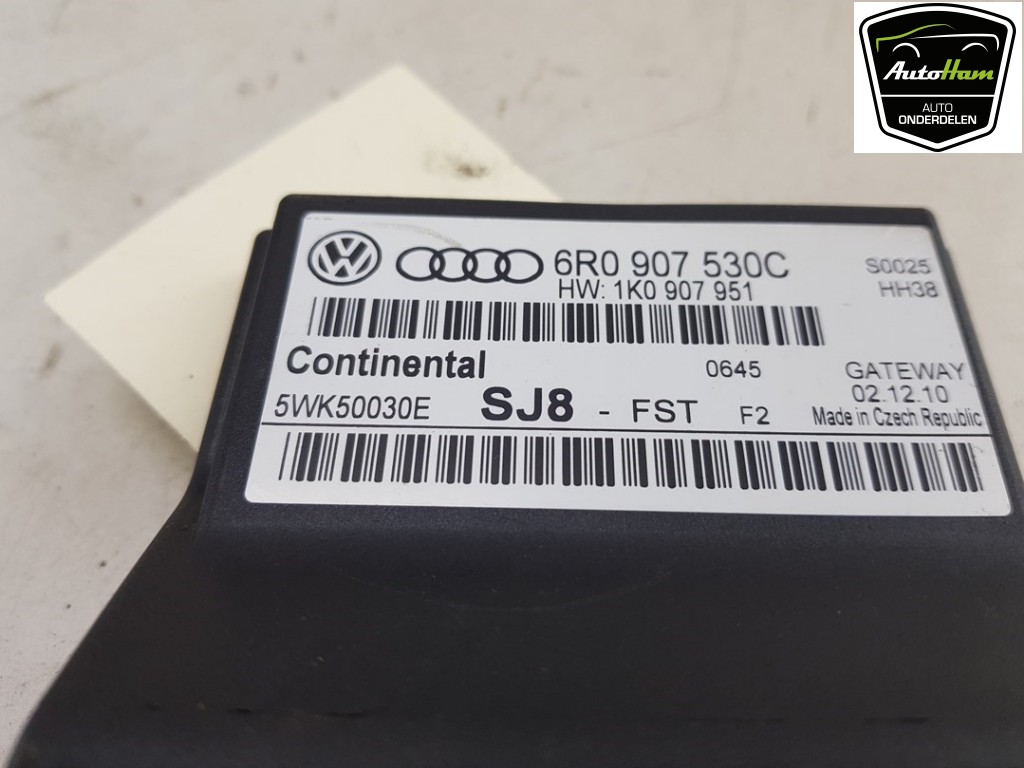 AutoHam
AUTO
ONDERDELEN
6R0 907 530C
S0025
HW: 1K0 907 951
HH38
Continental
0645
GATEWAY
5WK50030E
SJ8 - FST F2
02.12.10
Made in Czech Republic